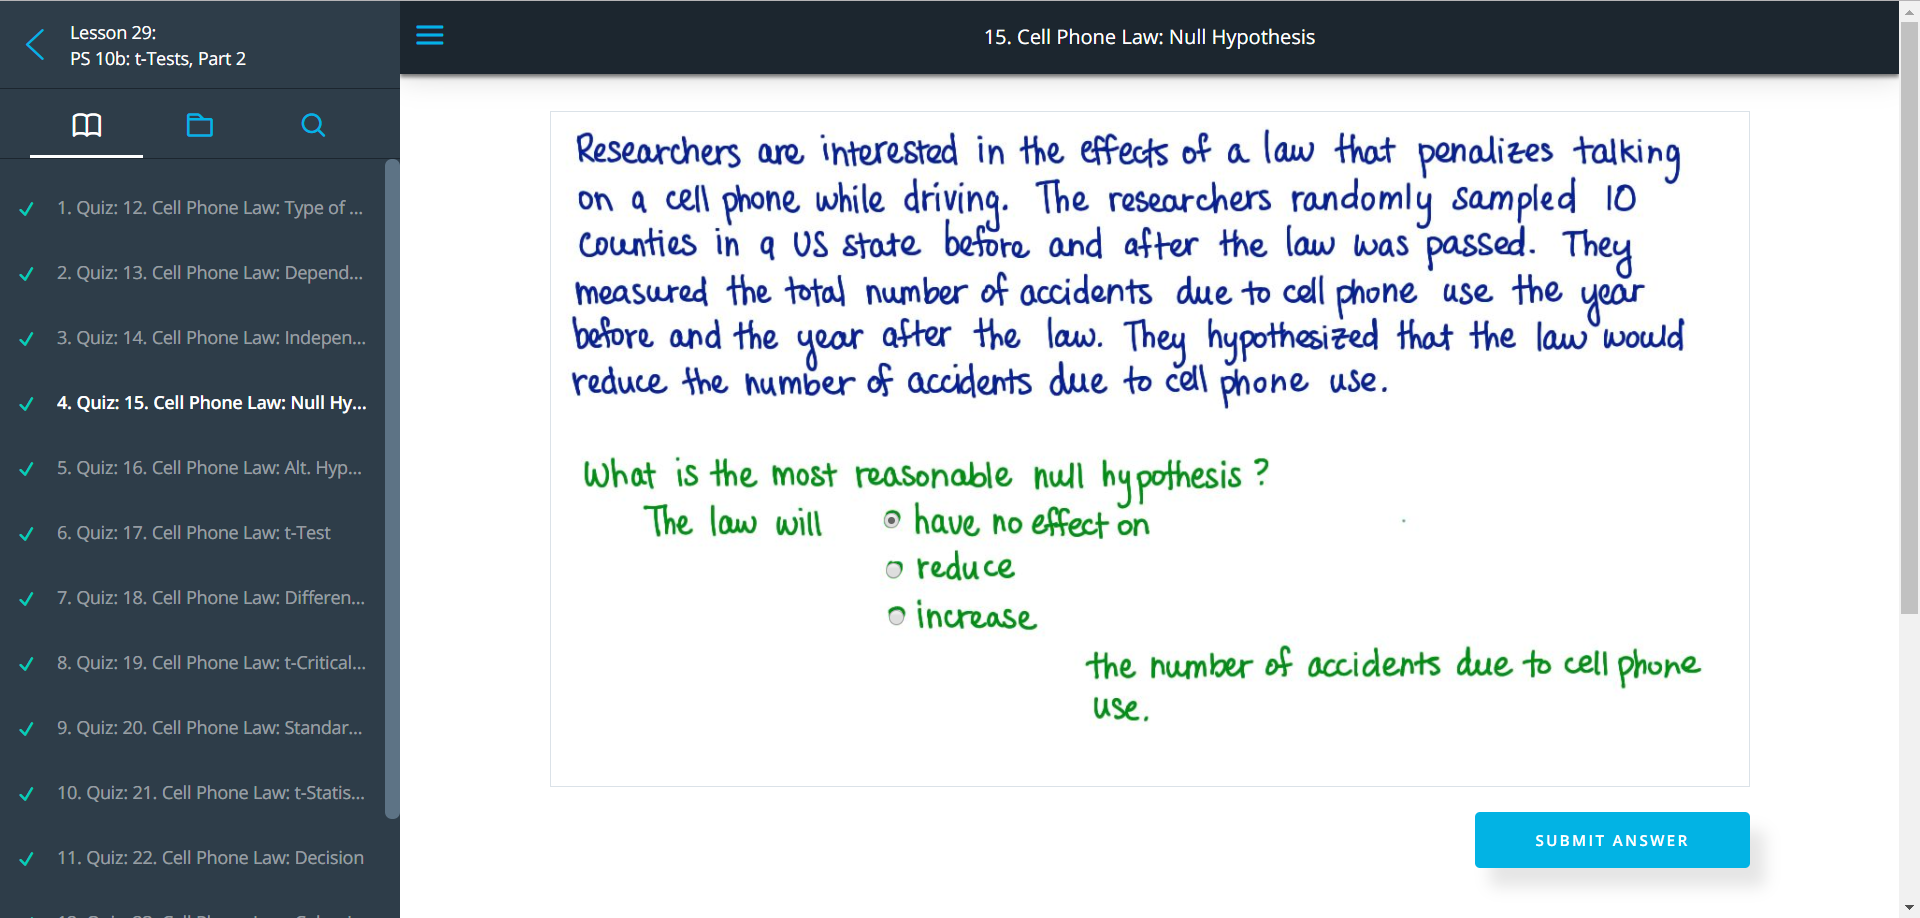 Lesson 29:
PS 10b: t-Tests, Part 2
1. Quiz: 12. Cell Phone Law: Type of ...
2. Quiz: 13. Cell Phone Law: Depend...
3. Quiz: 14. Cell Phone Law: Indepen...
4. Quiz: 15. Cell Phone Law: Null Hy...
5. Quiz: 16. Cell Phone Law: Alt. Hyp...
6. Quiz: 17. Cell Phone Law: t-Test
7. Quiz: 18. Cell Phone Law: Differen...
8. Quiz: 19. Cell Phone Law: t-Critical...
9. Quiz: 20. Cell Phone Law: Standar...
10. Quiz: 21. Cell Phone Law: t-Statis...
11. Quiz: 22. Cell Phone Law: Decision
15. Cell Phone Law: Null Hypothesis
Researchers are interested in the effects of a law that penalizes talking
on a cell phone while driving. The researchers randomly sampled 10
counties in a US state before and after the law was passed. They
measured the total number of accidents due to cell phone use the year
before and the year after the law. They hypothesized that the law would
reduce the number of accidents due to cell phone use.
What is the most reasonable null hypothesis?
The law will have no effect on
reduce
increase
the number of accidents due to cell phone
use.
SUBMIT ANSWER